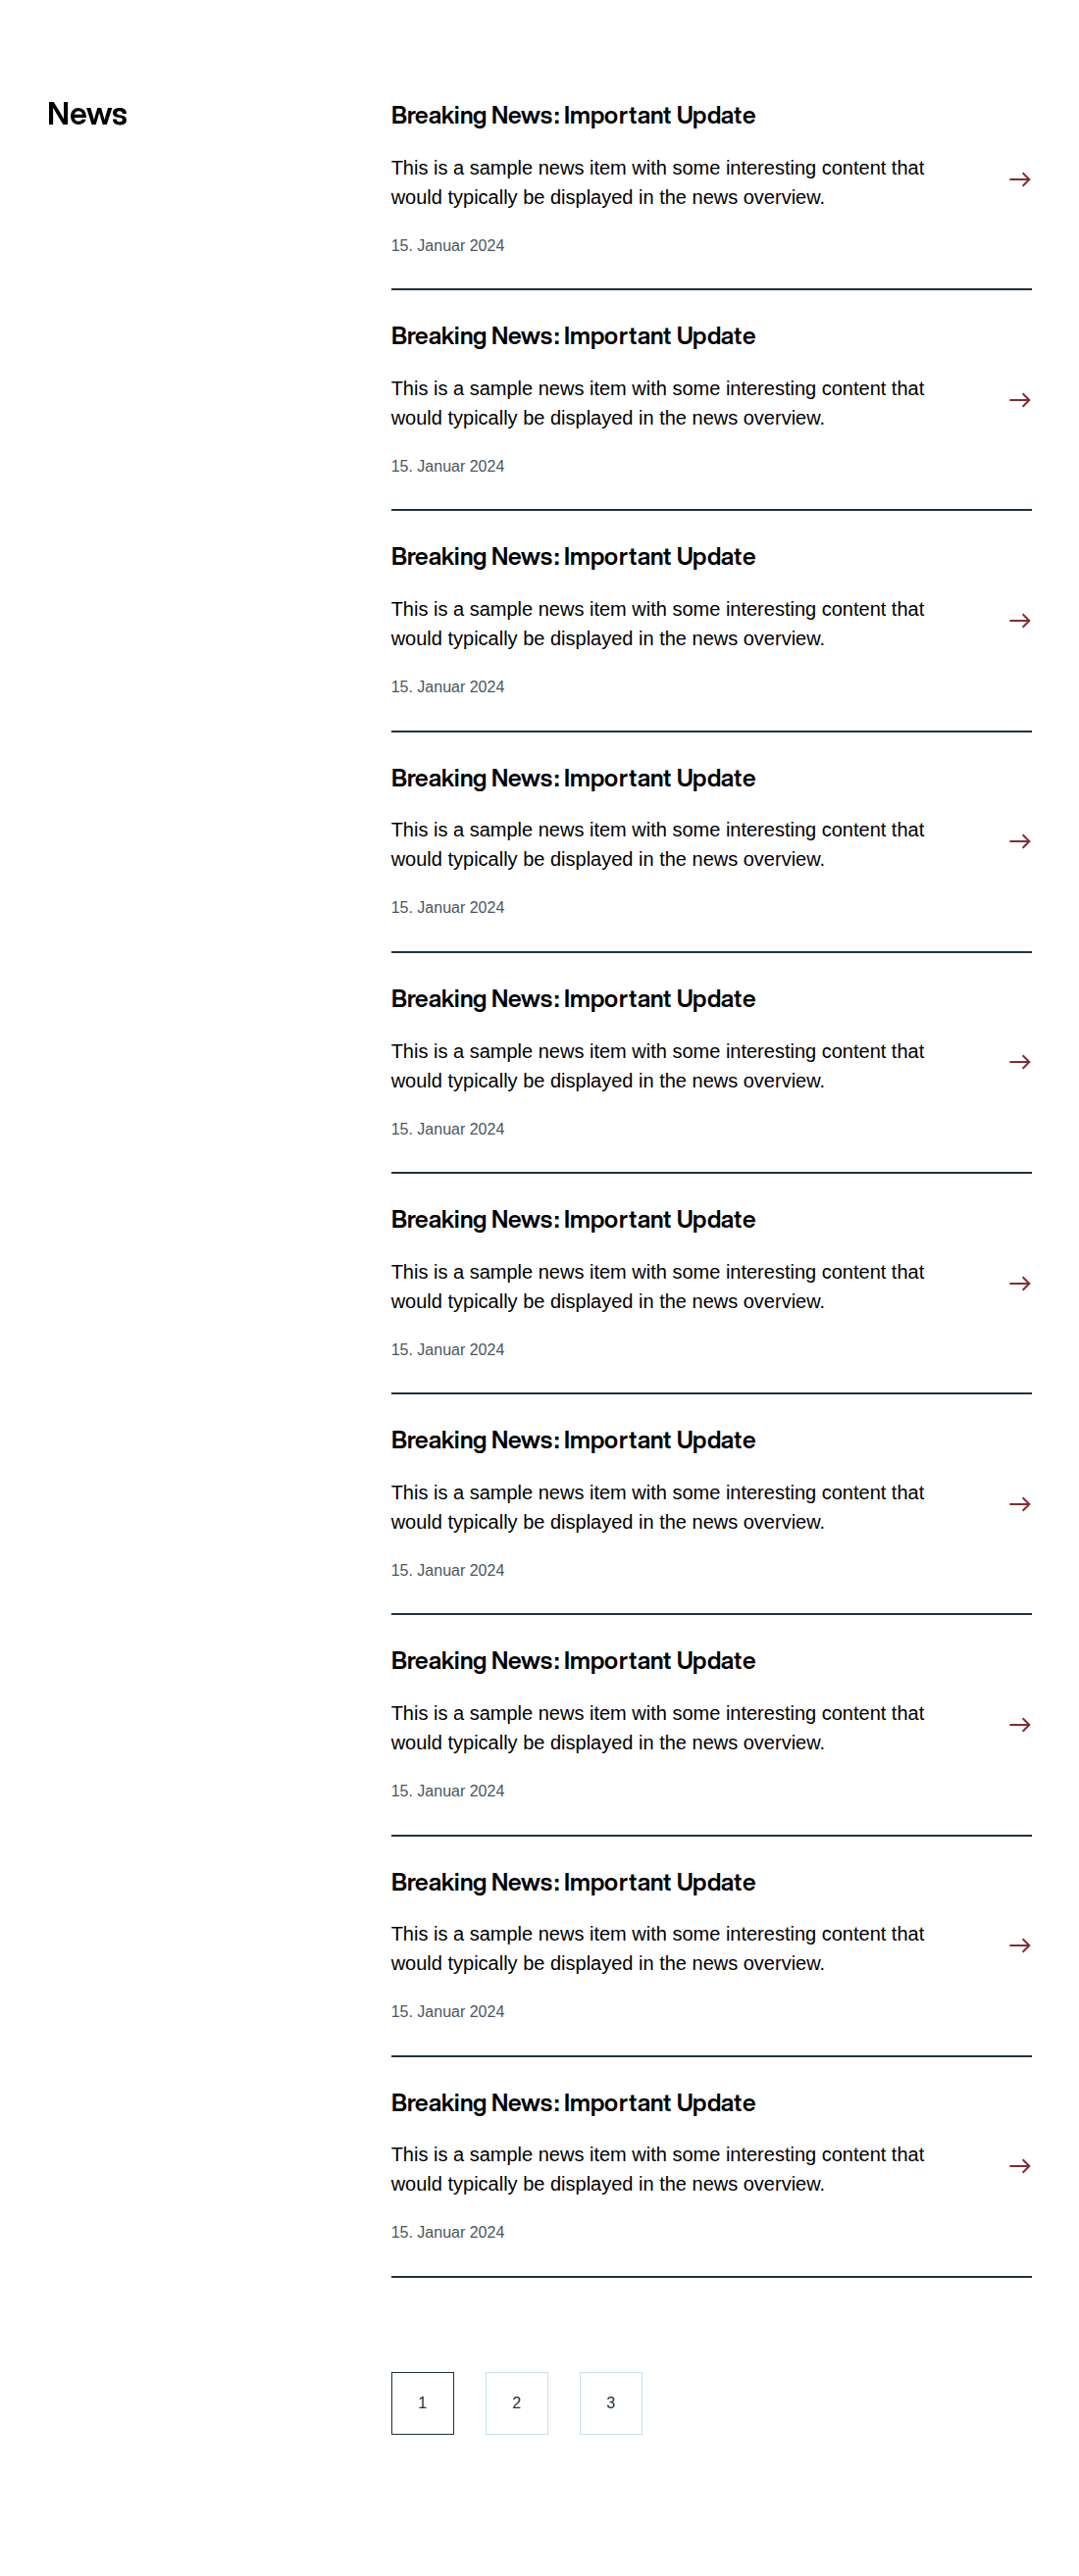 News
Breaking News: Important Update
This is a sample news item with some interesting content that
would typically be displayed in the news overview.
15. Januar 2024
Breaking News: Important Update
This is a sample news item with some interesting content that
would typically be displayed in the news overview.
15. Januar 2024
Breaking News: Important Update
This is a sample news item with some interesting content that
would typically be displayed in the news overview.
15. Januar 2024
Breaking News: Important Update
This is a sample news item with some interesting content that
would typically be displayed in the news overview.
15. Januar 2024
Breaking News: Important Update
This is a sample news item with some interesting content that
would typically be displayed in the news overview.
15. Januar 2024
Breaking News: Important Update
This is a sample news item with some interesting content that
would typically be displayed in the news overview.
15. Januar 2024
Breaking News: Important Update
This is a sample news item with some interesting content that
would typically be displayed in the news overview.
15. Januar 2024
Breaking News: Important Update
This is a sample news item with some interesting content that
would typically be displayed in the news overview.
15. Januar 2024
Breaking News: Important Update
This is a sample news item with some interesting content that
would typically be displayed in the news overview.
15. Januar 2024
Breaking News: Important Update
This is a sample news item with some interesting content that
would typically be displayed in the news overview.
15. Januar 2024
1 2 3